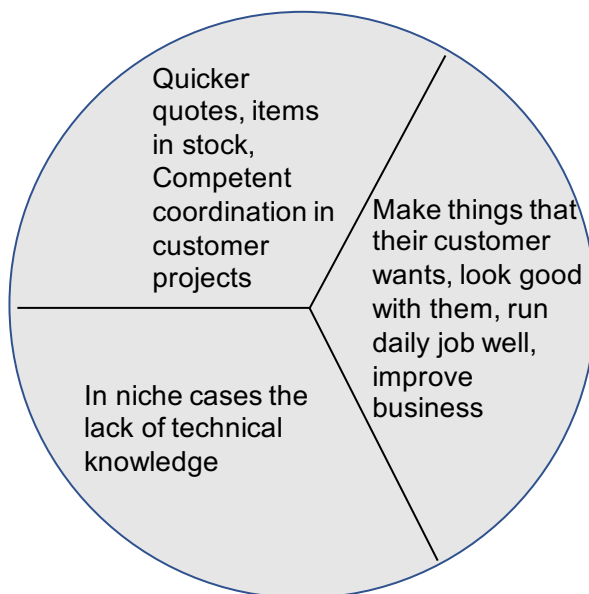 Quicker
quotes, items
in stock,
Competent
coordination in
customer
projects
Make things that
their customer
wants, look good
with them, run
daily job well,
improve
business
In niche cases the
lack of technical
knowledge